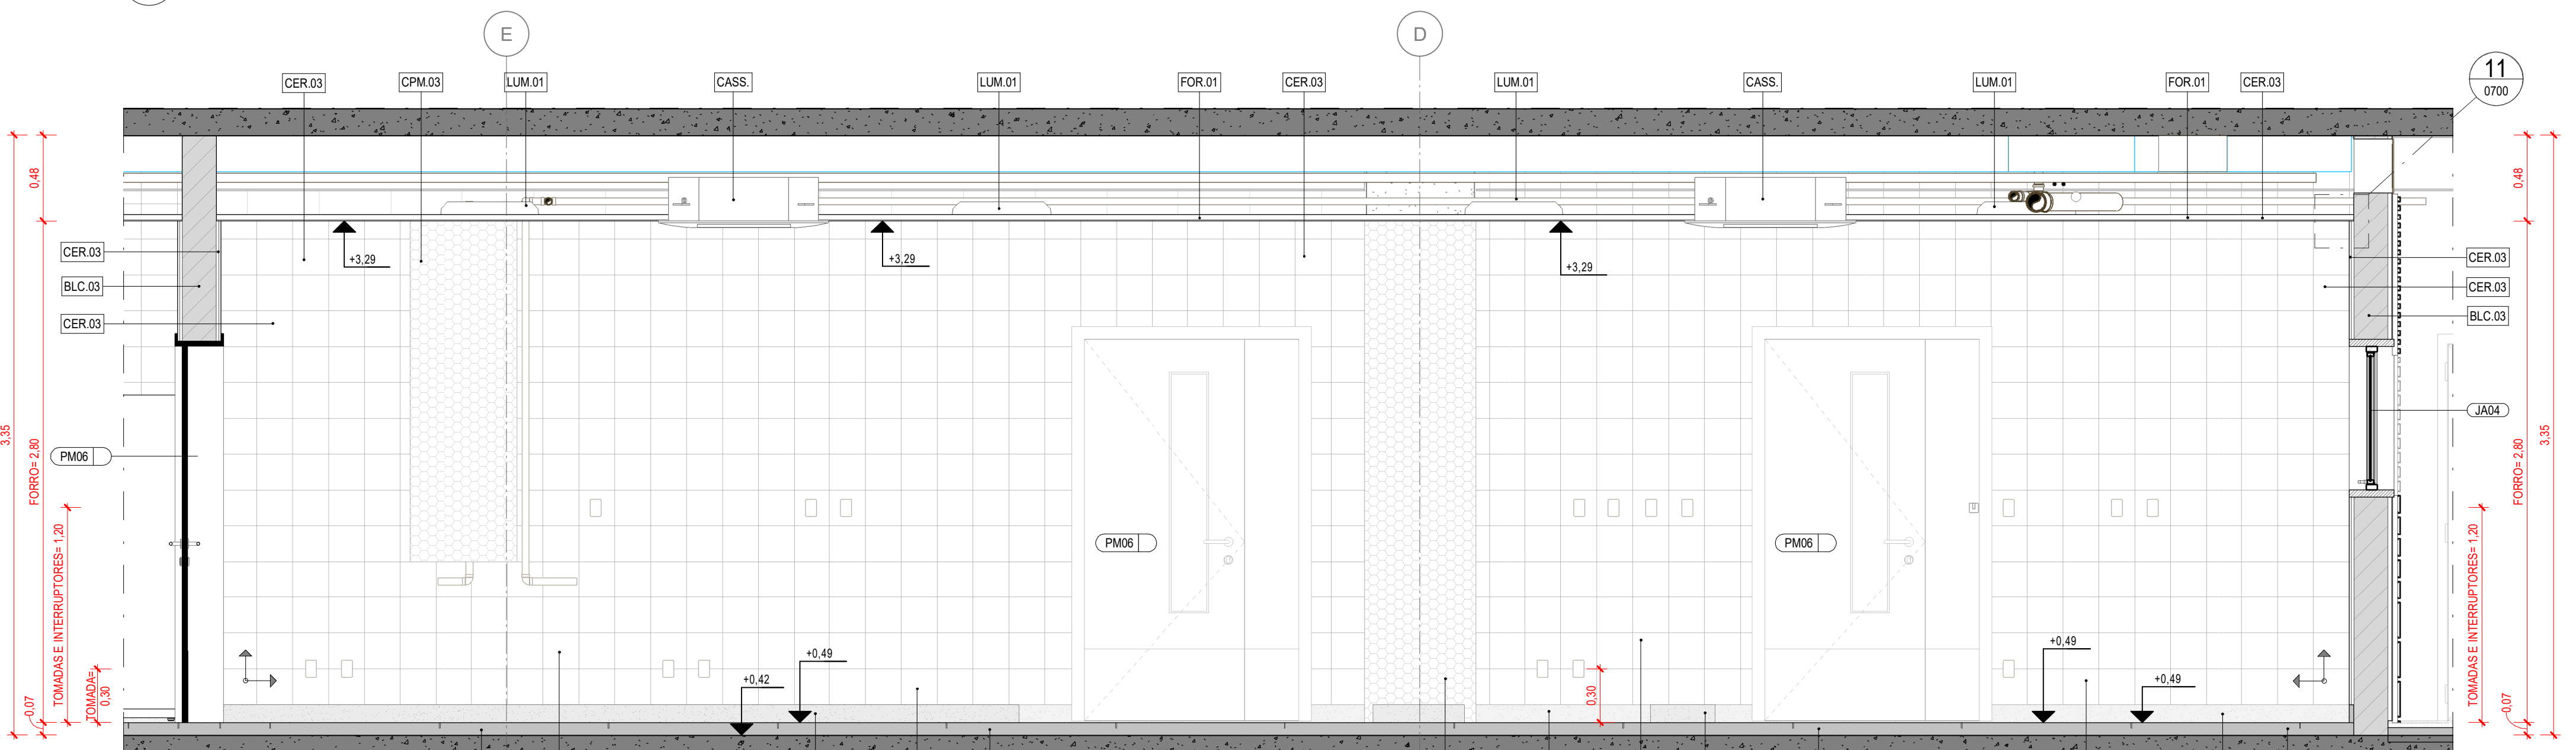 E
D
11
0700
CER.03
CPM.03
LUM.01
CASS.
LUM.01
FOR.01
CER.03
LUM.01
CASS.
LUM.01
FOR.01
CER.03
0,48
0,48
CER.03
BLC.03
CER.03
+3,29
+3,29
+3,29
CER.03
CER.03
BLC.03
JA04
3,35
FORRO= 2,80
PM06
PM06
PM06
FORRO= 2,80
3,35
TOMADAS E INTERRUPTORES= 1,20
TOMADA=
0,30
0,07
+0,42
+0,49
0,30
+0,49
+0,49
TOMADAS E INTERRUPTORES= 1,20
0,07